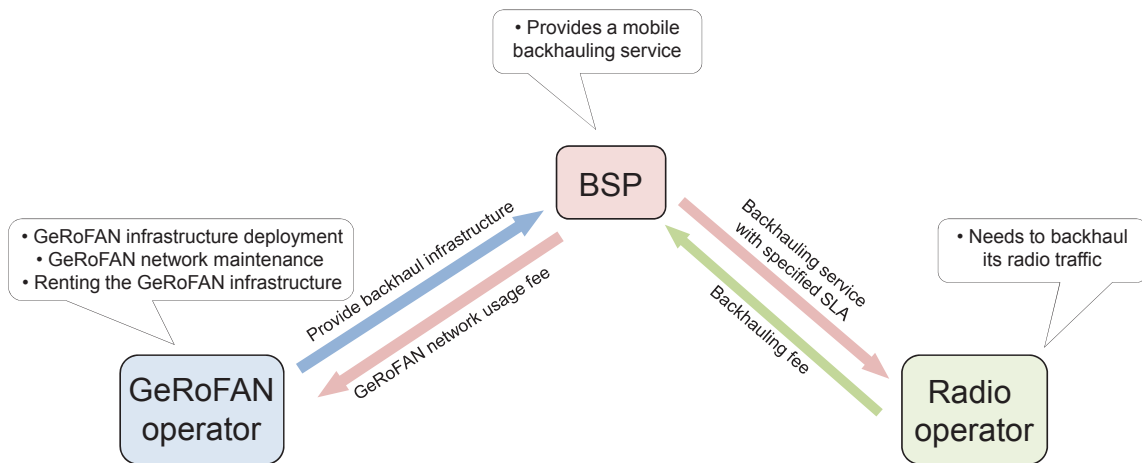 • Provides a mobile
backhauling service
BSP
• GeRoFAN infrastructure deployment
• GeRoFAN network maintenance
• Renting the GeRoFAN infrastructure
Provide backhaul infrastructure
GeRoFAN network usage fee
Backhauling service
with specified SLA
Backhauling fee
• Needs to backhaul
its radio traffic
GeRoFAN
operator
Radio
operator